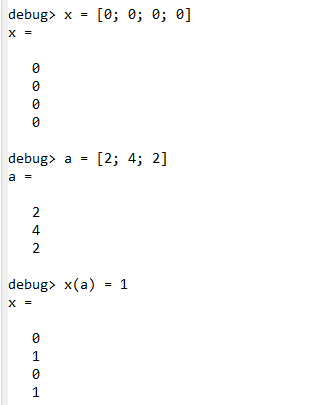 debug> x = [0; 0; 0; 0]
x =
0
0
0
0
debug> a = [2; 4; 2]
a =
2
4
2
debug> x(a) = 1
x =
0
1
0
1